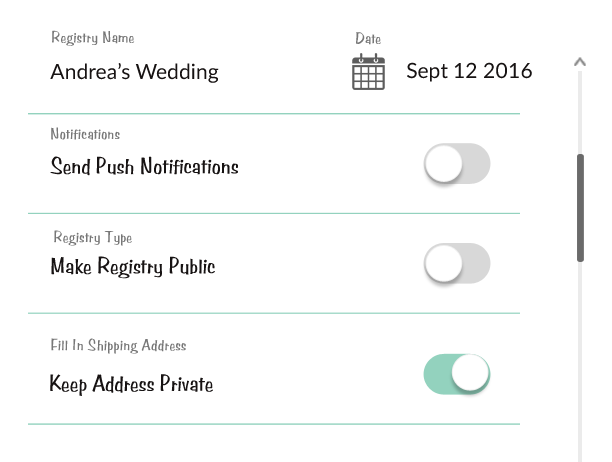 Registry Name
Date
Andrea's Wedding
Sept 12 2016
Notifications
Send Push Notifications
Registry Type
Make Registry Public
Fill In Shipping Address
Keep Address Private